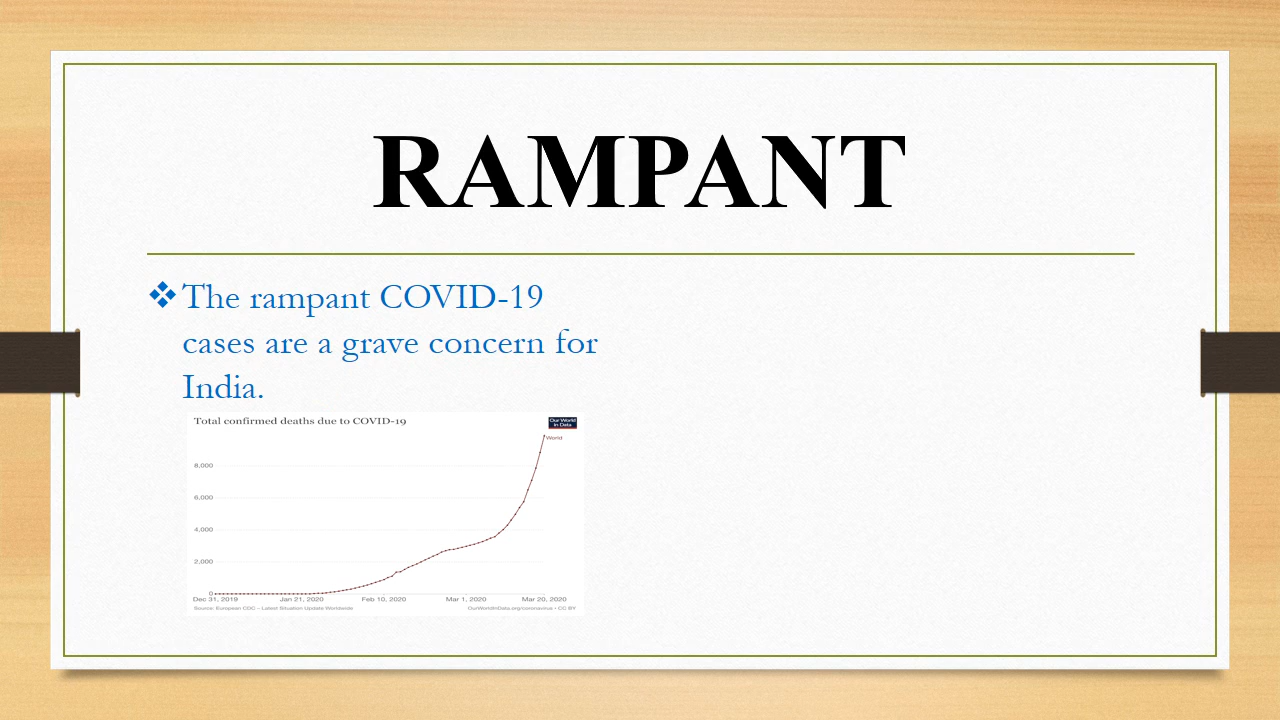 RAMPANT
❖The rampant COVID-19
cases are a grave concern for
India.
Total confirmed deaths due to COVID-19
Our World
in Data
World
8,000
6,000
4,000
2,000
0
Dec 31, 2019 Jan 21, 2020 Feb 10, 2020 Mar 1, 2020 Mar 20, 2020
Source: European CDC – Latest Situation Update Worldwide OurWorldInData.org/coronavirus • CC BY